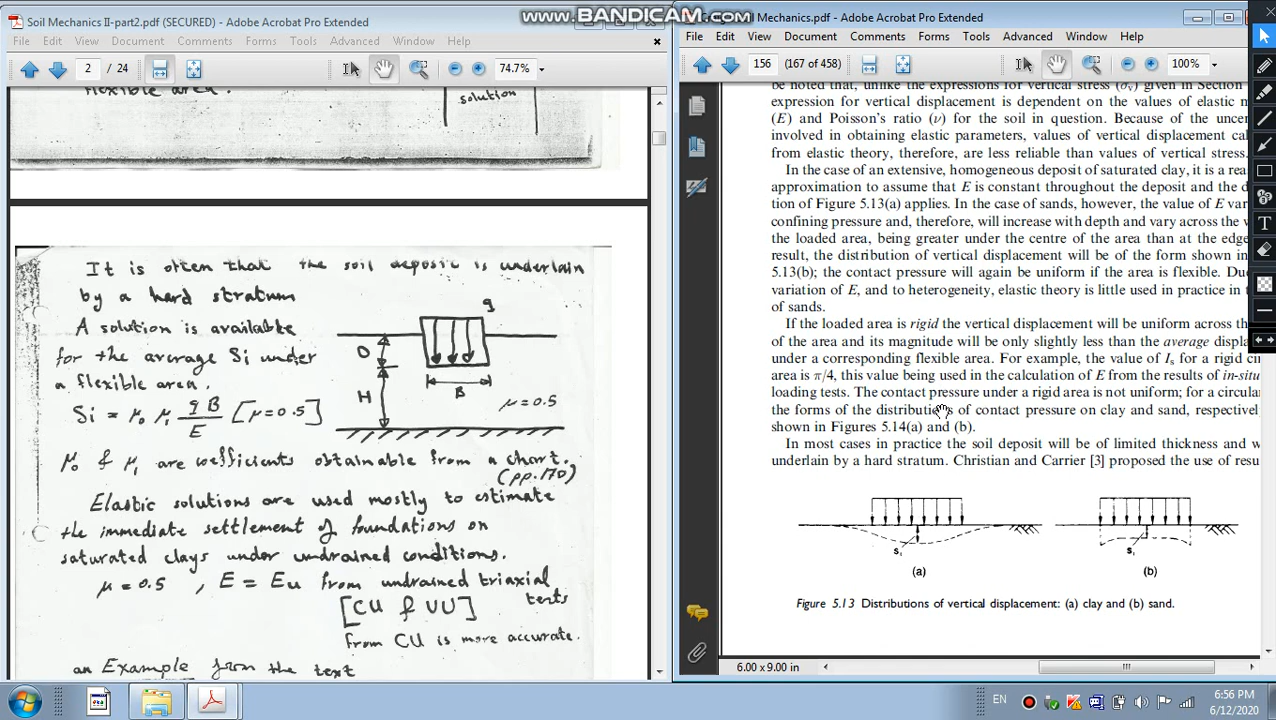 www.BANDICAM.com
Soil Mechanics II-part2.pdf (SECURED) - Adobe Acrobat Pro Extended
File Edit View Document Comments Forms Tools Advanced Window Help
2 / 24 74.7%
flexible area.
solution
It is often that the soil deposit is underlain
by a hard stratum
A solution is available
for the average Si under
a flexible area.
Si = μ₀ μ₁ qB/E [μ=0.5]
q
D
H
B
μ=0.5
μ₀ & μ₁ are coefficients obtainable from a chart.
(pp.170)
Elastic solutions are used mostly to estimate
the immediate settlement of foundations on
saturated clays under undrained conditions.
μ = 0.5 , E = Eu from undrained triaxial
tests
[CU & UU]
from CU is more accurate.
an Example from the text
Soil Mechanics.pdf - Adobe Acrobat Pro Extended
File Edit View Document Comments Forms Tools Advanced Window Help
156 (167 of 458) 100%
be noted that, unlike the expressions for vertical stress (σv) given in Section
expression for vertical displacement is dependent on the values of elastic
(E) and Poisson's ratio (ν) for the soil in question. Because of the
involved in obtaining elastic parameters, values of vertical displacement
from elastic theory, therefore, are less reliable than values of vertical stress.
In the case of an extensive, homogeneous deposit of saturated clay, it is a
approximation to assume that E is constant throughout the deposit and the
tion of Figure 5.13(a) applies. In the case of sands, however, the value of E
confining pressure and, therefore, will increase with depth and vary across the
the loaded area, being greater under the centre of the area than at the
result, the distribution of vertical displacement will be of the form shown in
5.13(b); the contact pressure will again be uniform if the area is flexible.
variation of E, and to heterogeneity, elastic theory is little used in practice in
of sands.
If the loaded area is rigid the vertical displacement will be uniform across
of the area and its magnitude will be only slightly less than the average
under a corresponding flexible area. For example, the value of Is for a rigid
area is π/4, this value being used in the calculation of E from the results of in-situ
loading tests. The contact pressure under a rigid area is not uniform; for a
the forms of the distributions of contact pressure on clay and sand,
shown in Figures 5.14(a) and (b).
In most cases in practice the soil deposit will be of limited thickness and
underlain by a hard stratum. Christian and Carrier [3] proposed the use of
si
si
(a) (b)
Figure 5.13 Distributions of vertical displacement: (a) clay and (b) sand.
6.00 x 9.00 in
EN
6:56 PM
6/12/2020